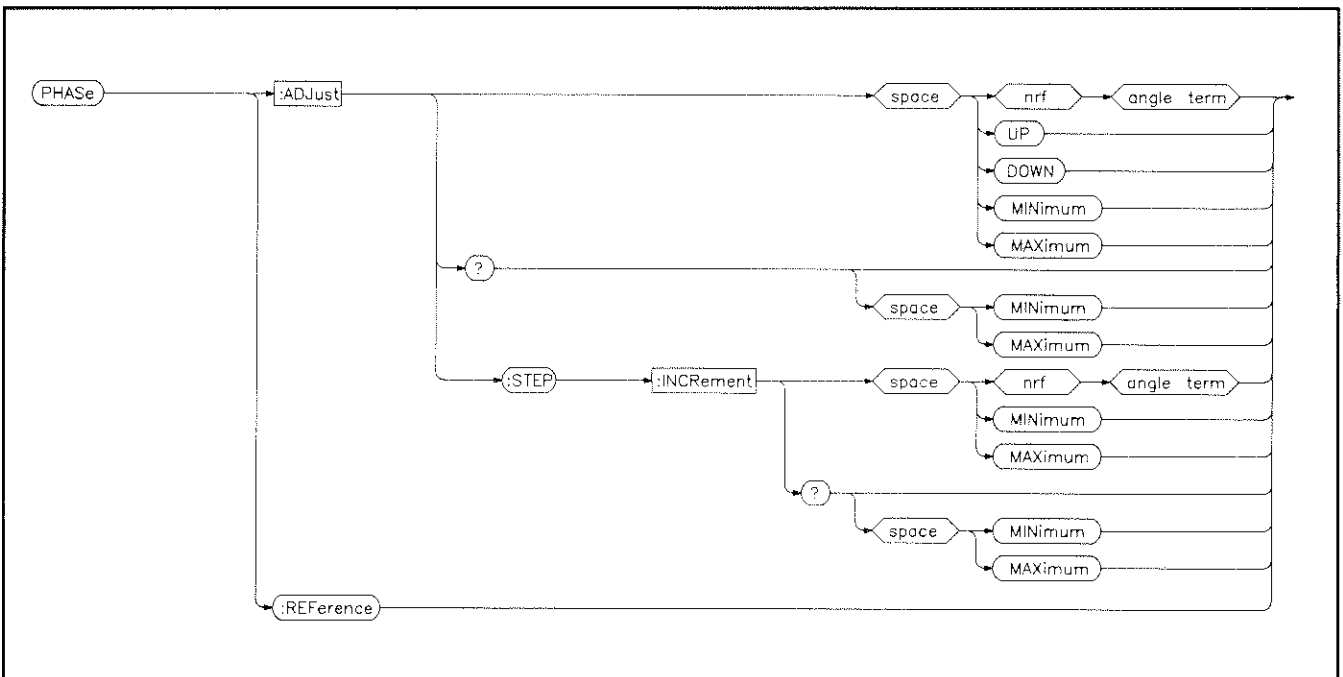 PHASe :ADJust space nrf angle term
UP
DOWN
MINimum
MAXimum
?
space MINimum
MAXimum
:STEP :INCRement space nrf angle term
MINimum
MAXimum
?
space MINimum
MAXimum
:REFerence